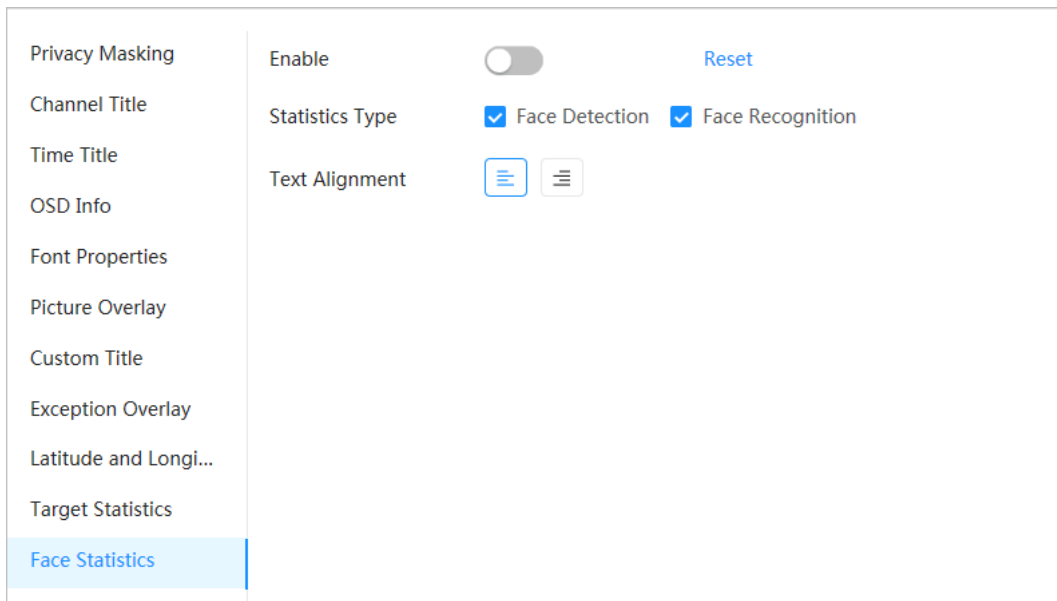 Privacy Masking
Channel Title
Time Title
OSD Info
Font Properties
Picture Overlay
Custom Title
Exception Overlay
Latitude and Longi...
Target Statistics
Face Statistics
Enable Reset
Statistics Type Face Detection Face Recognition
Text Alignment